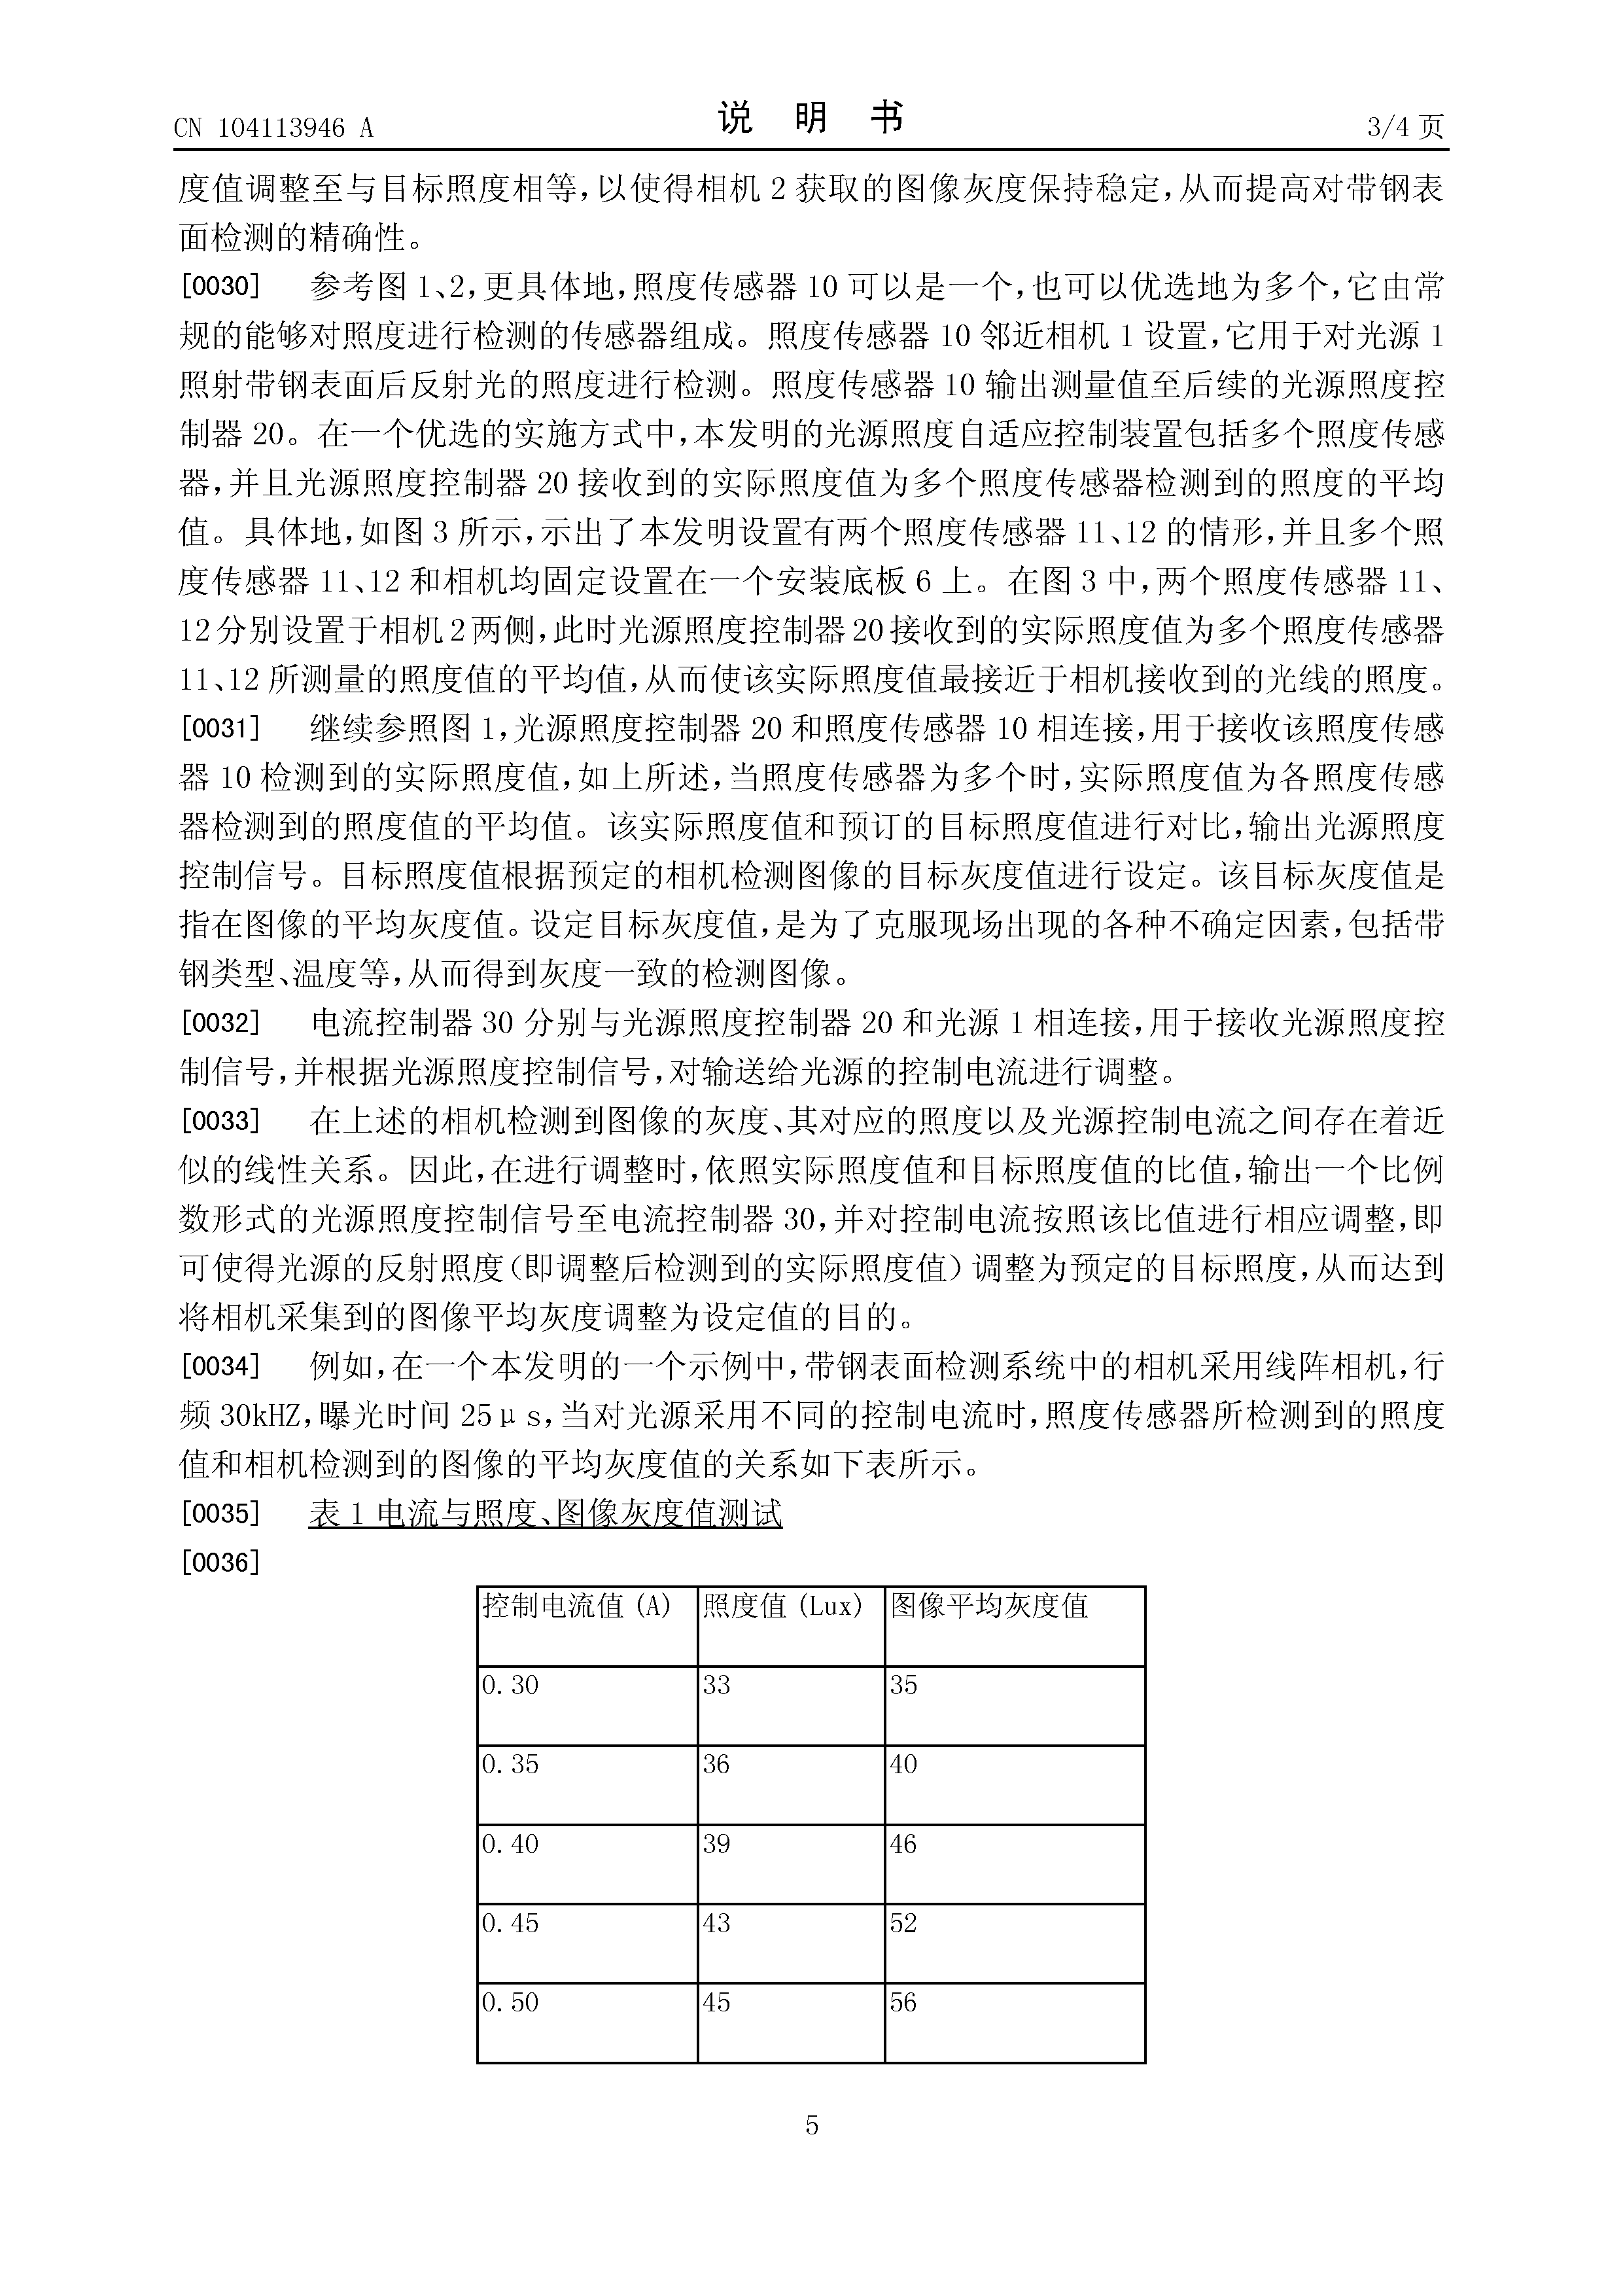 CN 104113946 A
说 明 书
3/4 页
度值调整至与目标照度相等,以使得相机 2 获取的图像灰度保持稳定,从而提高对带钢表
面检测的精确性。
[0030] 参考图 1、2,更具体地,照度传感器 10 可以是一个,也可以优选地为多个,它由常
规的能够对照度进行检测的传感器组成。照度传感器 10 邻近相机 1 设置,它用于对光源 1
照射带钢表面后反射光的照度进行检测。照度传感器 10 输出测量值至后续的光源照度控
制器 20。在一个优选的实施方式中,本发明的光源照度自适应控制装置包括多个照度传感
器,并且光源照度控制器 20 接收到的实际照度值为多个照度传感器检测到的照度的平均
值。具体地,如图 3 所示,示出了本发明设置有两个照度传感器 11、12 的情形,并且多个照
度传感器 11、12 和相机均固定设置在一个安装底板 6 上。在图 3 中,两个照度传感器 11、
12 分别设置于相机 2 两侧,此时光源照度控制器 20 接收到的实际照度值为多个照度传感器
11、12 所测量的照度值的平均值,从而使该实际照度值最接近于相机接收到的光线的照度。
[0031] 继续参照图 1,光源照度控制器 20 和照度传感器 10 相连接,用于接收该照度传感
器 10 检测到的实际照度值,如上所述,当照度传感器为多个时,实际照度值为各照度传感
器检测到的照度值的平均值。该实际照度值和预订的目标照度值进行对比,输出光源照度
控制信号。目标照度值根据预定的相机检测图像的目标灰度值进行设定。该目标灰度值是
指在图像的平均灰度值。设定目标灰度值,是为了克服现场出现的各种不确定因素,包括带
钢类型、温度等,从而得到灰度一致的检测图像。
[0032] 电流控制器 30 分别与光源照度控制器 20 和光源 1 相连接,用于接收光源照度控
制信号,并根据光源照度控制信号,对输送给光源的控制电流进行调整。
[0033] 在上述的相机检测到图像的灰度、其对应的照度以及光源控制电流之间存在着近
似的线性关系。因此,在进行调整时,依照实际照度值和目标照度值的比值,输出一个比例
数形式的光源照度控制信号至电流控制器 30,并对控制电流按照该比值进行相应调整,即
可使得光源的反射照度(即调整后检测到的实际照度值)调整为预定的目标照度,从而达到
将相机采集到的图像平均灰度调整为设定值的目的。
[0034] 例如,在一个本发明的一个示例中,带钢表面检测系统中的相机采用线阵相机,行
频 30kHZ,曝光时间 25μs,当对光源采用不同的控制电流时,照度传感器所检测到的照度
值和相机检测到的图像的平均灰度值的关系如下表所示。
[0035] 表 1 电流与照度、图像灰度值测试
[0036]
控制电流值 (A) 照度值 (Lux) 图像平均灰度值
0.30 33 35
0.35 36 40
0.40 39 46
0.45 43 52
0.50 45 56
5